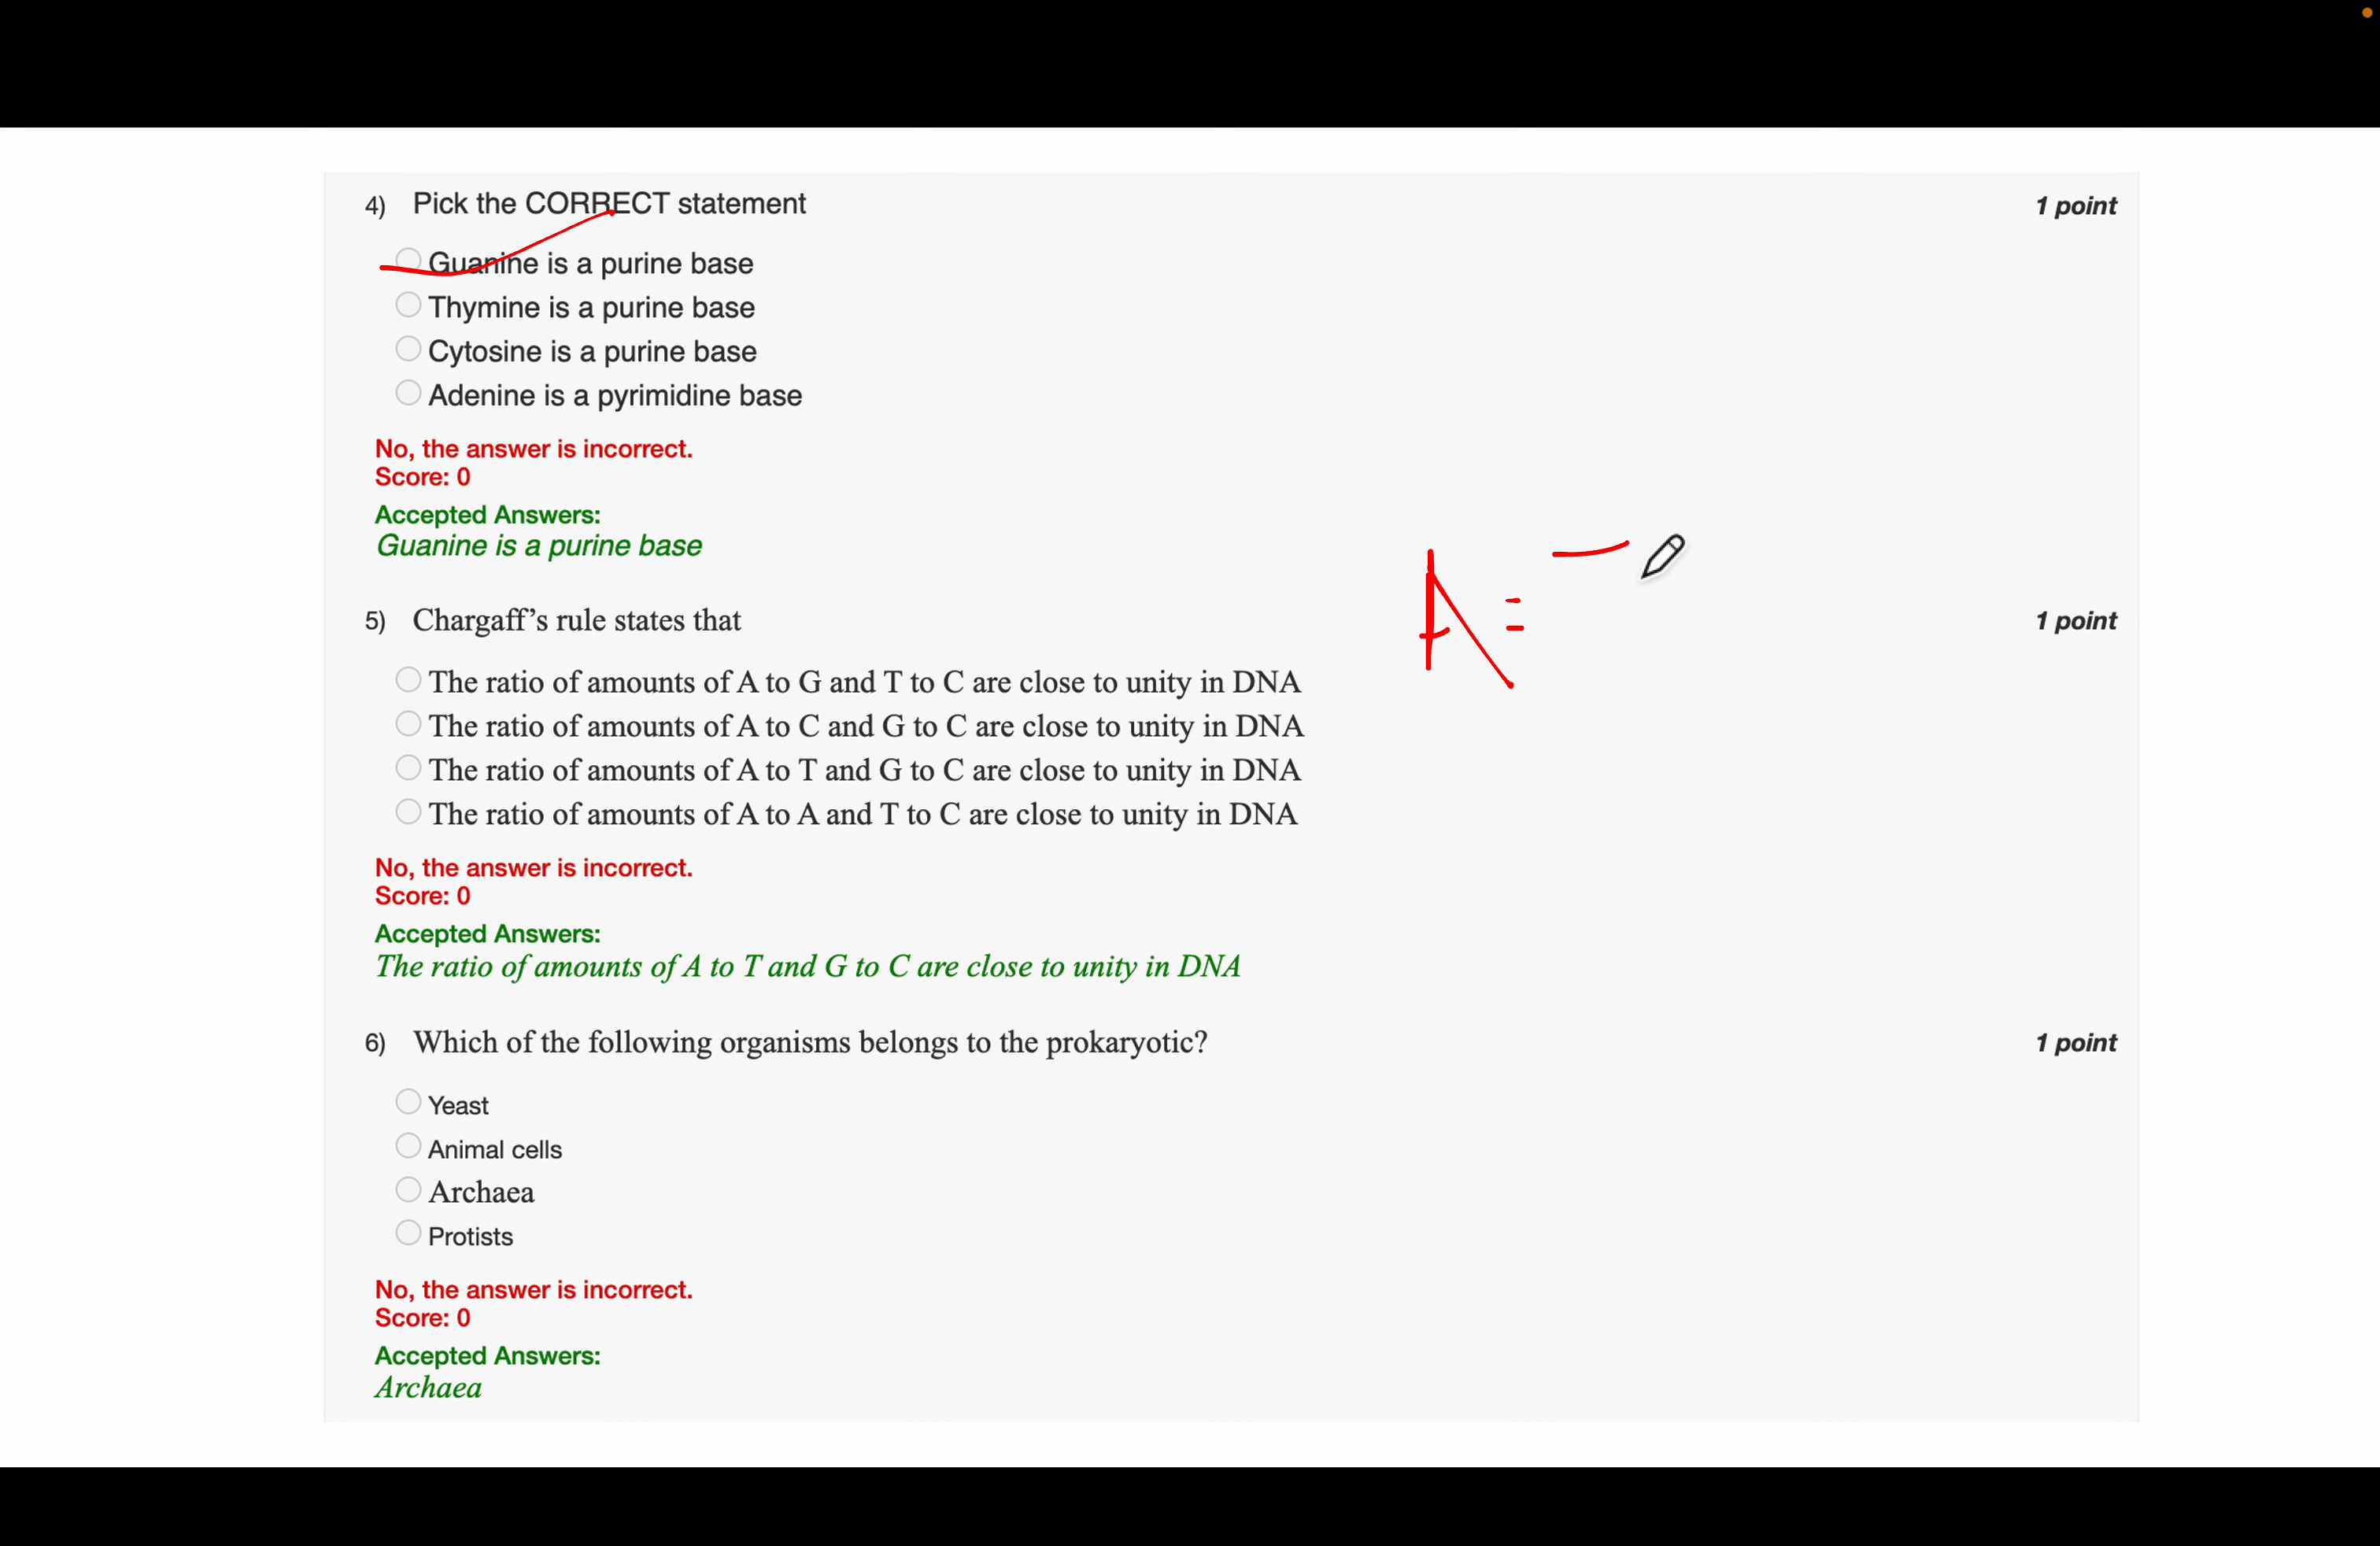 4) Pick the CORRECT statement 1 point
Guanine is a purine base
Thymine is a purine base
Cytosine is a purine base
Adenine is a pyrimidine base
No, the answer is incorrect.
Score: 0
Accepted Answers:
Guanine is a purine base
A=
5) Chargaff’s rule states that 1 point
The ratio of amounts of A to G and T to C are close to unity in DNA
The ratio of amounts of A to C and G to C are close to unity in DNA
The ratio of amounts of A to T and G to C are close to unity in DNA
The ratio of amounts of A to A and T to C are close to unity in DNA
No, the answer is incorrect.
Score: 0
Accepted Answers:
The ratio of amounts of A to T and G to C are close to unity in DNA
6) Which of the following organisms belongs to the prokaryotic? 1 point
Yeast
Animal cells
Archaea
Protists
No, the answer is incorrect.
Score: 0
Accepted Answers:
Archaea